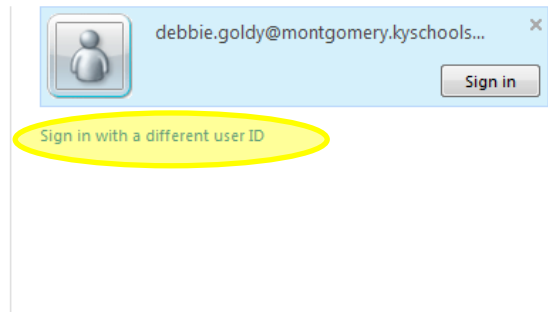 debbie.goldy@montgomery.kyschools...
Sign in
Sign in with a different user ID